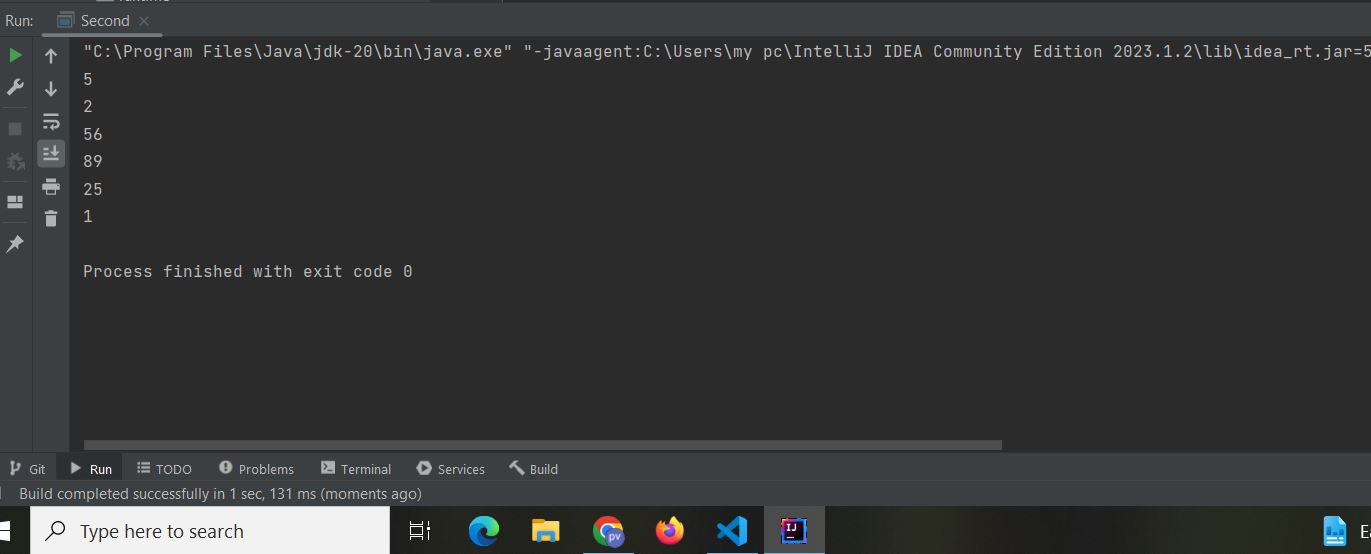 runtime
Run: Second
"C:\Program Files\Java\jdk-20\bin\java.exe" "-javaagent:C:\Users\my pc\IntelliJ IDEA Community Edition 2023.1.2\lib\idea_rt.jar=5
5
2
56
89
25
1
Process finished with exit code 0
Git Run TODO Problems Terminal Services Build
Build completed successfully in 1 sec, 131 ms (moments ago)
Type here to search pv IJ